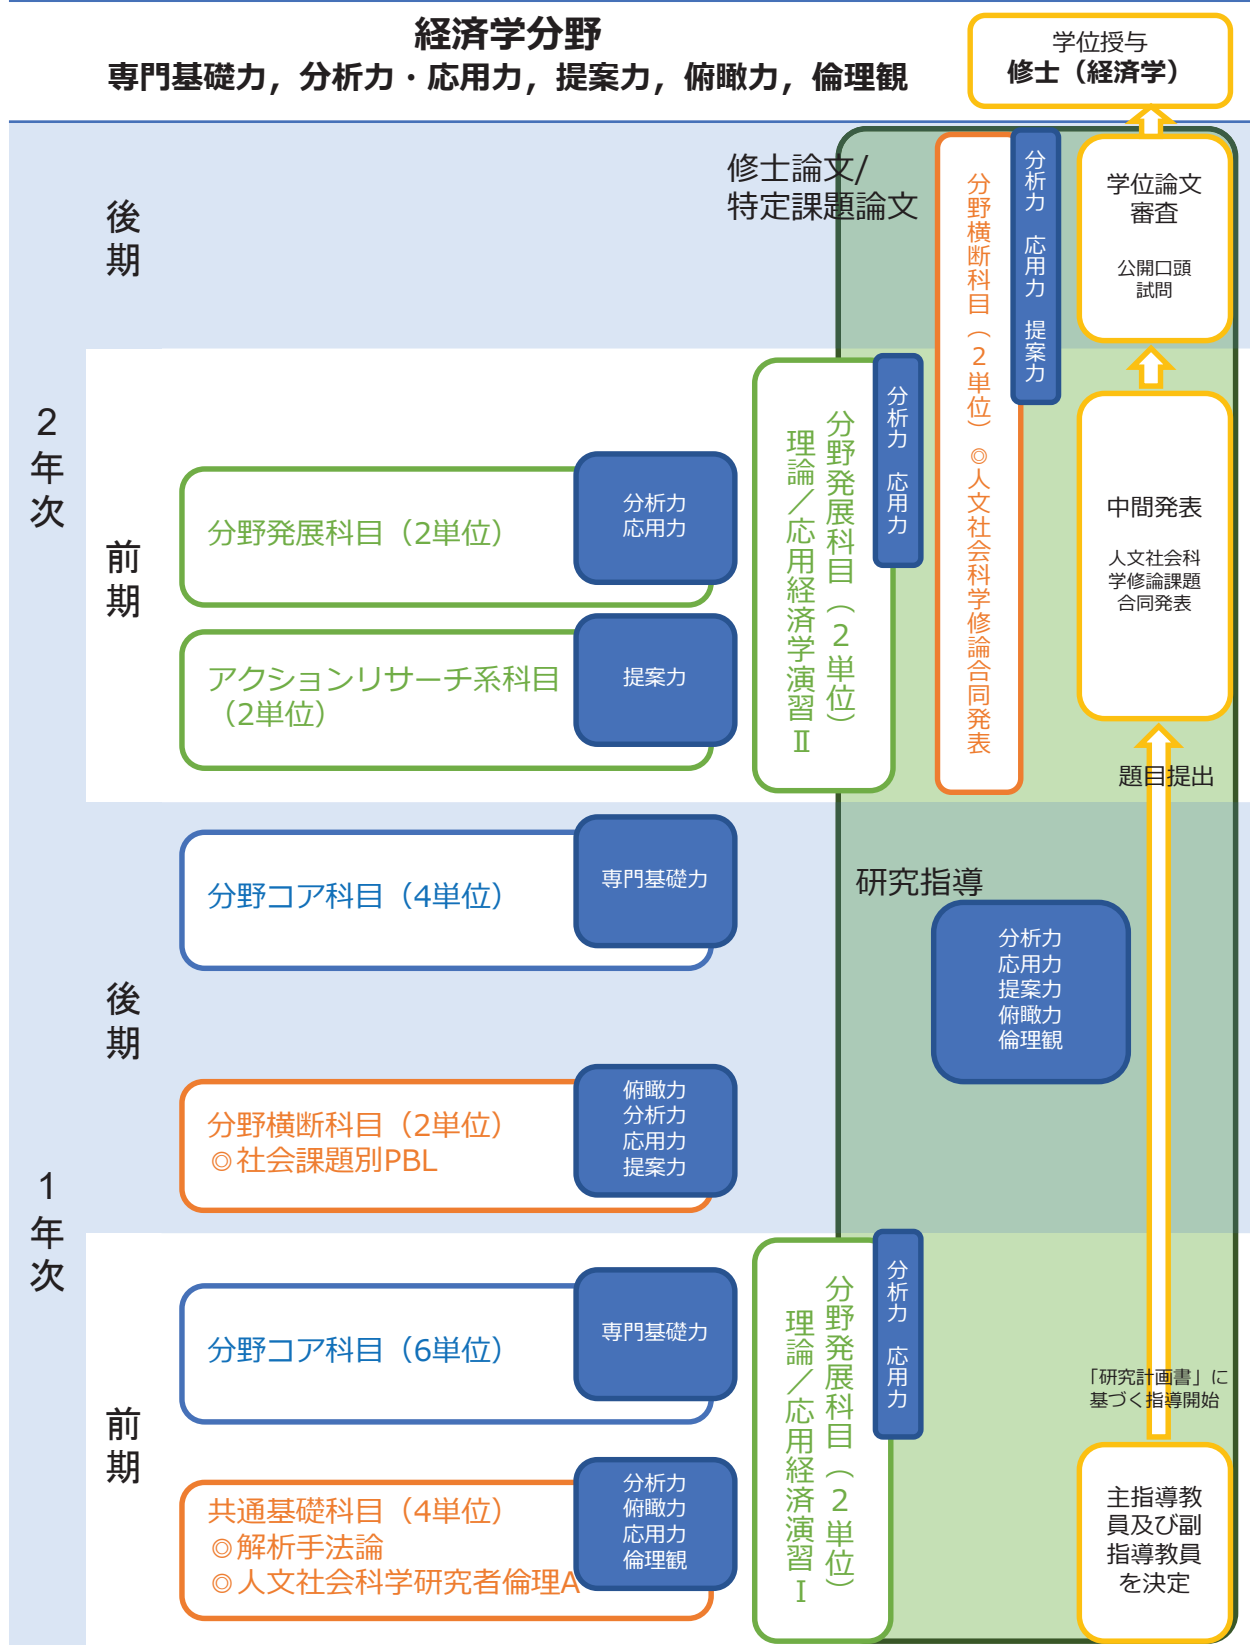 経済学分野
専門基礎力，分析力・応用力，提案力，俯瞰力，倫理観
学位授与
修士（経済学）
2年次
後期
修士論文/
特定課題論文
分野横断科目（2単位）◎人文社会科学修論合同発表
分析力　応用力　提案力
学位論文
審査
公開口頭
試問
前期
分野発展科目（2単位）
分析力
応用力
アクションリサーチ系科目
（2単位）
提案力
分野発展科目（2単位）
理論／応用経済学演習Ⅱ
分析力　応用力
中間発表
人文社会科
学修論課題
合同発表
題目提出
1年次
後期
分野コア科目（4単位）
専門基礎力
研究指導
分析力
応用力
提案力
俯瞰力
倫理観
分野横断科目（2単位）
◎社会課題別PBL
俯瞰力
分析力
応用力
提案力
前期
分野コア科目（6単位）
専門基礎力
共通基礎科目（4単位）
◎解析手法論
◎人文社会科学研究者倫理A
分析力
俯瞰力
応用力
倫理観
分野発展科目（2単位）
理論／応用経済演習Ⅰ
分析力　応用力
「研究計画書」に
基づく指導開始
主指導教
員及び副
指導教員
を決定